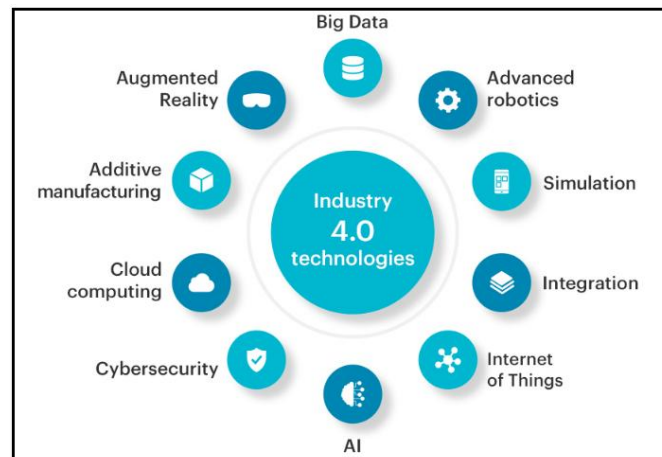 Big Data
Augmented
Reality
Advanced
robotics
Additive
manufacturing
Simulation
Industry
4.0
technologies
Cloud
computing
Integration
Cybersecurity
Internet
of Things
AI